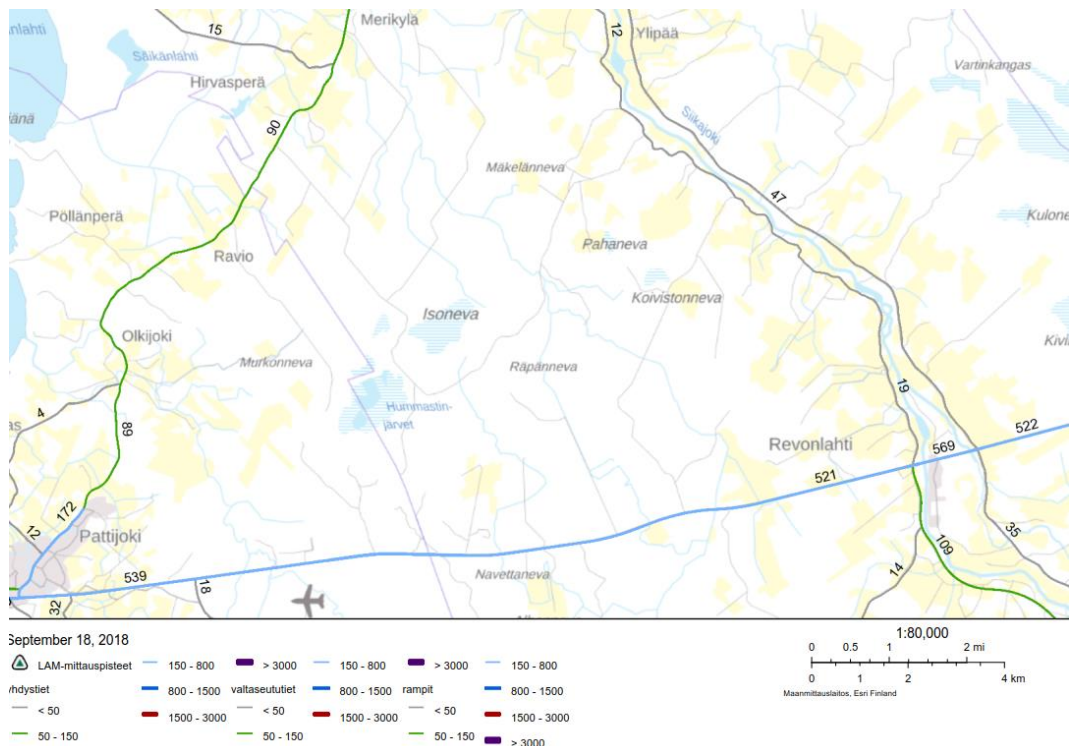 Merikylä
15
12
Ylipää
Säikänlahti
Vartinkangas
Hirvasperä
90
Siikajoki
Mäkelänneva
47
Pöllänperä
Kulone
Pahaneva
Ravio
Koivistonneva
Isoneva
Olkijoki
Kivin
Murkonneva
Räpänneva
19
4
Hummastin-
järvet
89
522
Revonlahti
569
521
172
12
Pattijoki
35
109
539
Navettaneva
14
18
32
September 18, 2018
1:80,000
0 0.5 1 2 mi
0 1 2 4 km
Maanmittauslaitos, Esri Finland
LAM-mittauspisteet 150 - 800 > 3000 150 - 800 > 3000 150 - 800
yhdystiet 800 - 1500 valtaseututiet 800 - 1500 rampit 800 - 1500
< 50 1500 - 3000 < 50 1500 - 3000 < 50 1500 - 3000
50 - 150 50 - 150 50 - 150 > 3000